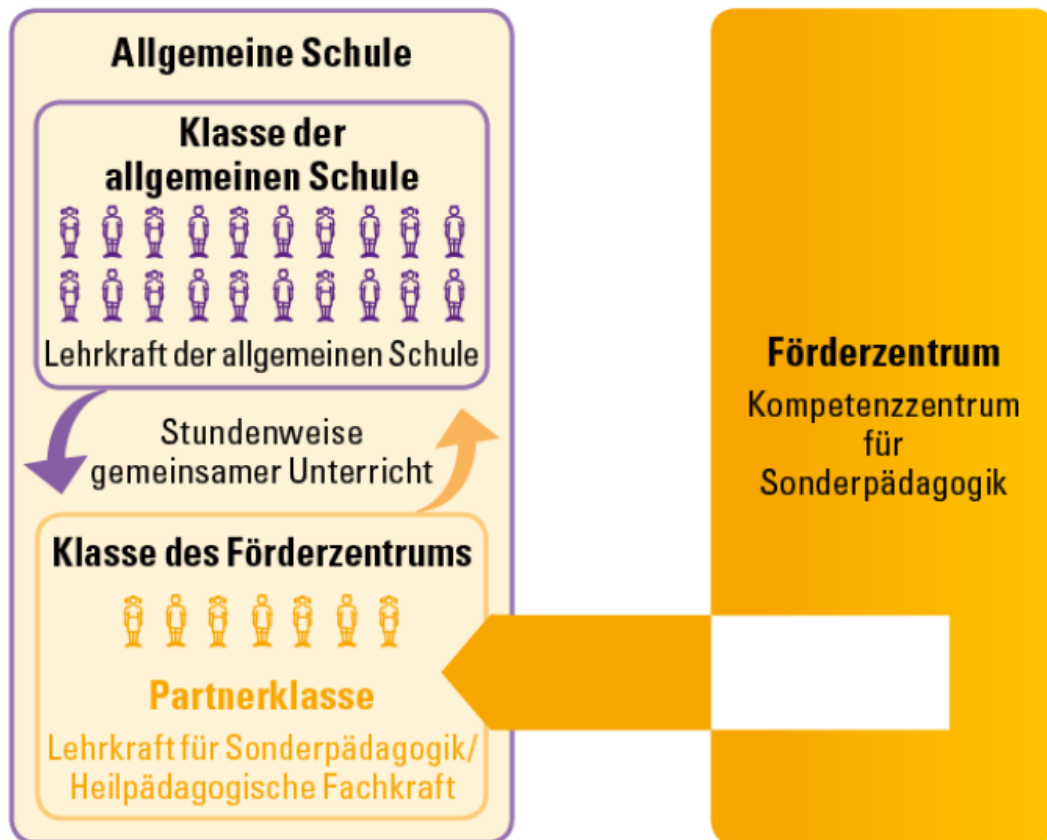 Allgemeine Schule
Klasse der
allgemeinen Schule
Lehrkraft der allgemeinen Schule
Stundenweise
gemeinsamer Unterricht
Klasse des Förderzentrums
Partnerklasse
Lehrkraft für Sonderpädagogik/
Heilpädagogische Fachkraft
Förderzentrum
Kompetenzzentrum
für
Sonderpädagogik